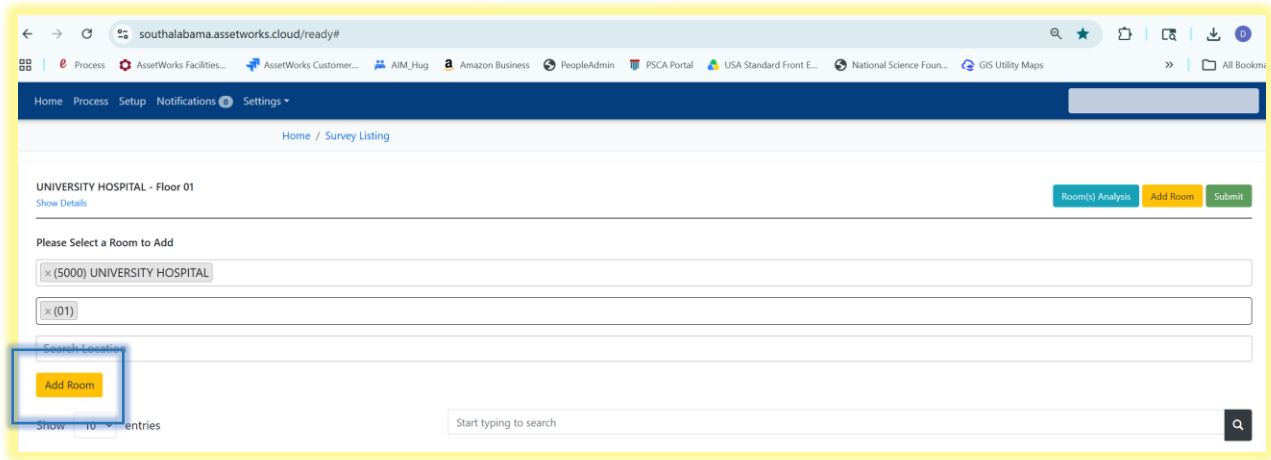 southalabama.assetworks.cloud/ready#
D
Process AssetWorks Facilities... AssetWorks Customer... AIM_Hug Amazon Business PeopleAdmin PSCA Portal USA Standard Front E... National Science Foun... GIS Utility Maps » All Bookma
Home Process Setup Notifications 0 Settings
Home / Survey Listing
UNIVERSITY HOSPITAL - Floor 01
Show Details
Room(s) Analysis Add Room Submit
Please Select a Room to Add
× (5000) UNIVERSITY HOSPITAL
× (01)
Search Location
Add Room
Show 10 entries
Start typing to search